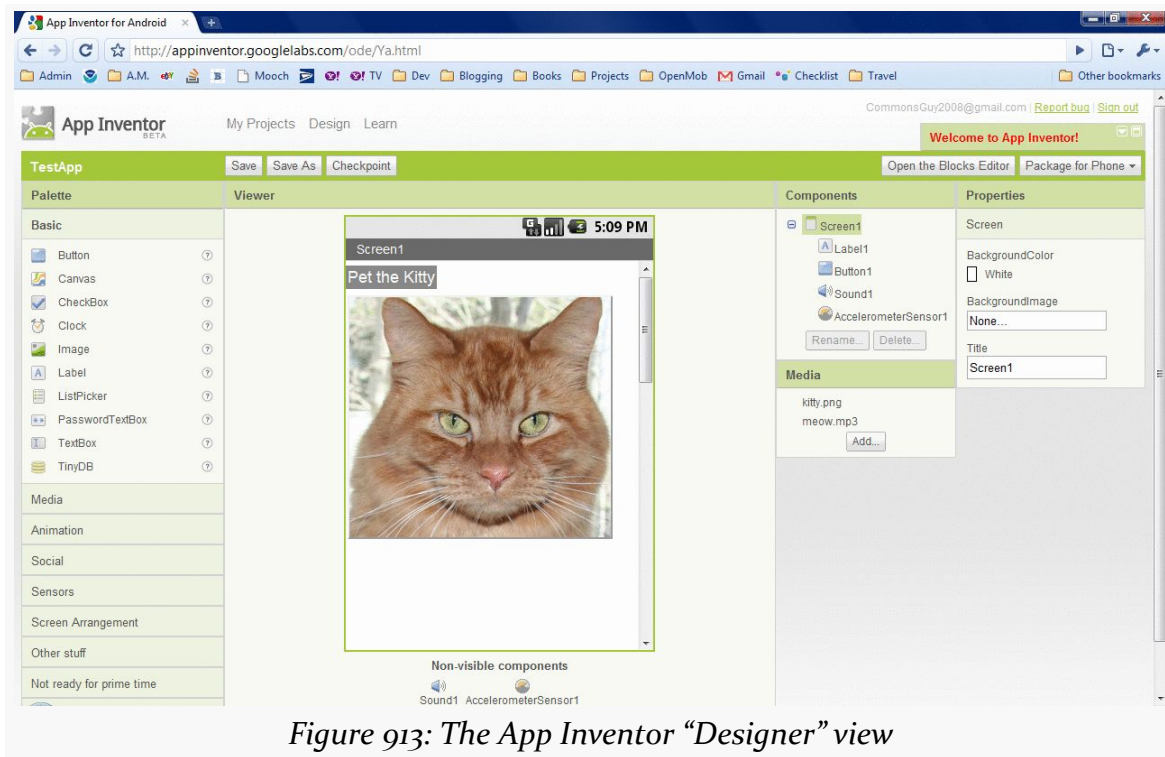 App Inventor for Android
http://appinventor.googlelabs.com/ode/Ya.html
Admin A.M. Mooch TV Dev Blogging Books Projects OpenMob Gmail Checklist Travel Other bookmarks
CommonsGuy2008@gmail.com | Report bug | Sign out
App Inventor
BETA
My Projects Design Learn
Welcome to App Inventor!
TestApp
Save Save As Checkpoint
Open the Blocks Editor Package for Phone
Palette
Basic
Button
Canvas
CheckBox
Clock
Image
Label
ListPicker
PasswordTextBox
TextBox
TinyDB
Media
Animation
Social
Sensors
Screen Arrangement
Other stuff
Not ready for prime time
Viewer
5:09 PM
Screen1
Pet the Kitty
Non-visible components
Sound1 AccelerometerSensor1
Components
Screen1
Label1
Button1
Sound1
AccelerometerSensor1
Rename... Delete...
Media
kitty.png
meow.mp3
Add...
Properties
Screen
BackgroundColor
White
BackgroundImage
None...
Title
Screen1
Figure 913: The App Inventor “Designer” view